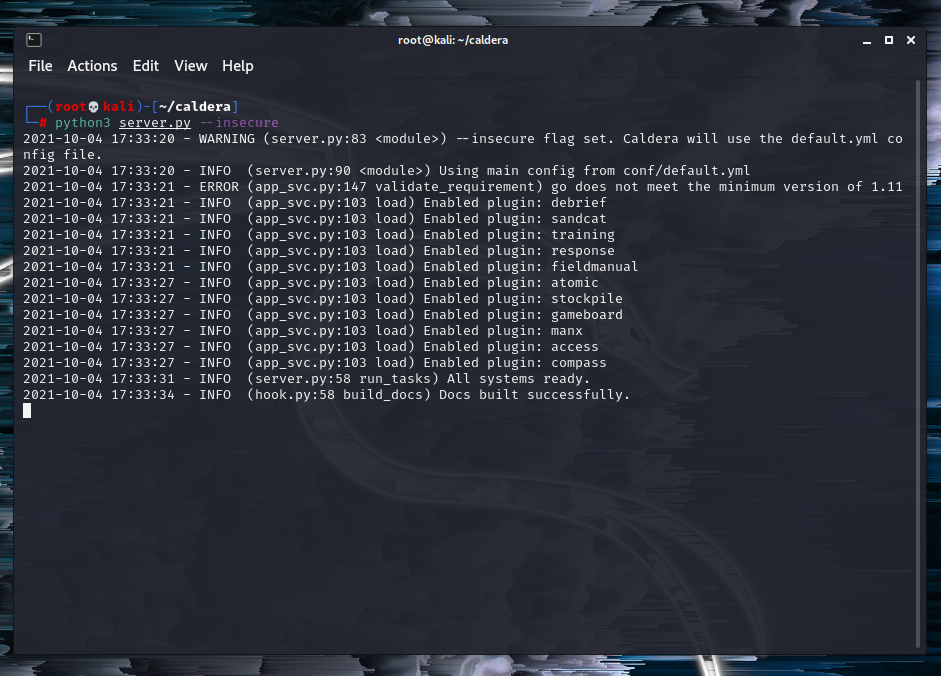 root@kali: ~/caldera
File Actions Edit View Help
┌──(root💀kali)-[~/caldera]
└─# python3 server.py --insecure
2021-10-04 17:33:20 - WARNING (server.py:83 <module>) --insecure flag set. Caldera will use the default.yml co
nfig file.
2021-10-04 17:33:20 - INFO  (server.py:90 <module>) Using main config from conf/default.yml
2021-10-04 17:33:21 - ERROR (app_svc.py:147 validate_requirement) go does not meet the minimum version of 1.11
2021-10-04 17:33:21 - INFO  (app_svc.py:103 load) Enabled plugin: debrief
2021-10-04 17:33:21 - INFO  (app_svc.py:103 load) Enabled plugin: sandcat
2021-10-04 17:33:21 - INFO  (app_svc.py:103 load) Enabled plugin: training
2021-10-04 17:33:21 - INFO  (app_svc.py:103 load) Enabled plugin: response
2021-10-04 17:33:21 - INFO  (app_svc.py:103 load) Enabled plugin: fieldmanual
2021-10-04 17:33:27 - INFO  (app_svc.py:103 load) Enabled plugin: atomic
2021-10-04 17:33:27 - INFO  (app_svc.py:103 load) Enabled plugin: stockpile
2021-10-04 17:33:27 - INFO  (app_svc.py:103 load) Enabled plugin: gameboard
2021-10-04 17:33:27 - INFO  (app_svc.py:103 load) Enabled plugin: manx
2021-10-04 17:33:27 - INFO  (app_svc.py:103 load) Enabled plugin: access
2021-10-04 17:33:27 - INFO  (app_svc.py:103 load) Enabled plugin: compass
2021-10-04 17:33:31 - INFO  (server.py:58 run_tasks) All systems ready.
2021-10-04 17:33:34 - INFO  (hook.py:58 build_docs) Docs built successfully.